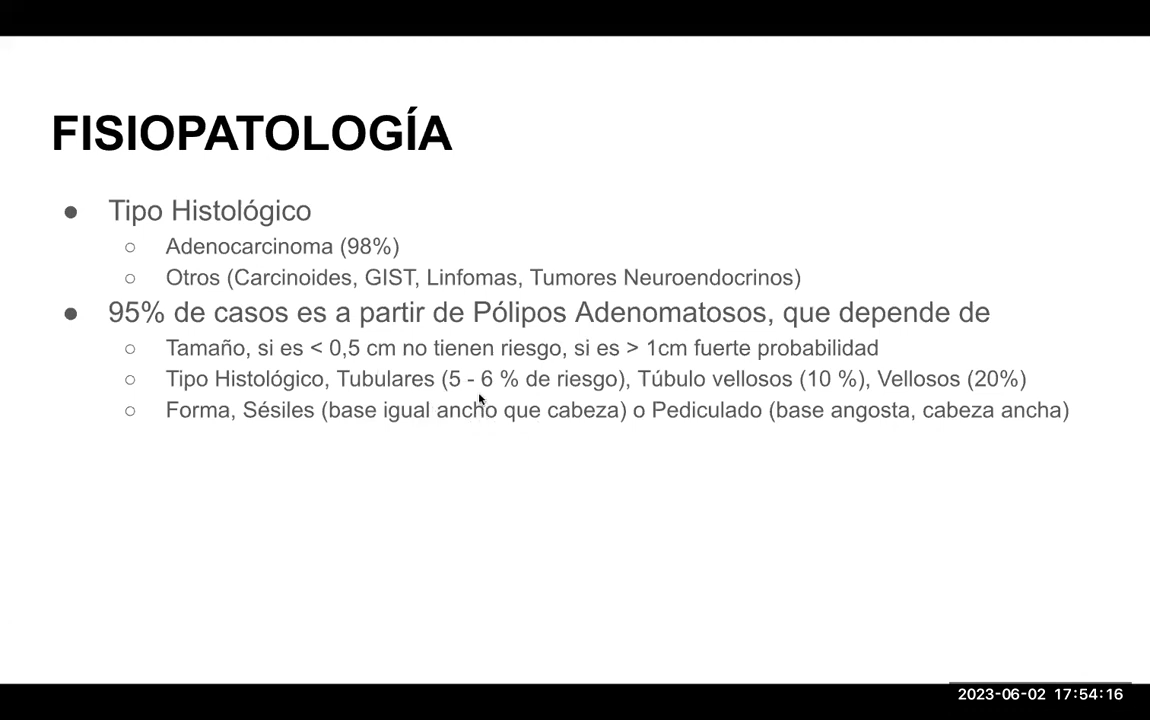 FISIOPATOLOGÍA
● Tipo Histológico
○ Adenocarcinoma (98%)
○ Otros (Carcinoides, GIST, Linfomas, Tumores Neuroendocrinos)
● 95% de casos es a partir de Pólipos Adenomatosos, que depende de
○ Tamaño, si es < 0,5 cm no tienen riesgo, si es > 1cm fuerte probabilidad
○ Tipo Histológico, Tubulares (5 - 6 % de riesgo), Túbulo vellosos (10 %), Vellosos (20%)
○ Forma, Sésiles (base igual ancho que cabeza) o Pediculado (base angosta, cabeza ancha)
2023-06-02 17:54:16